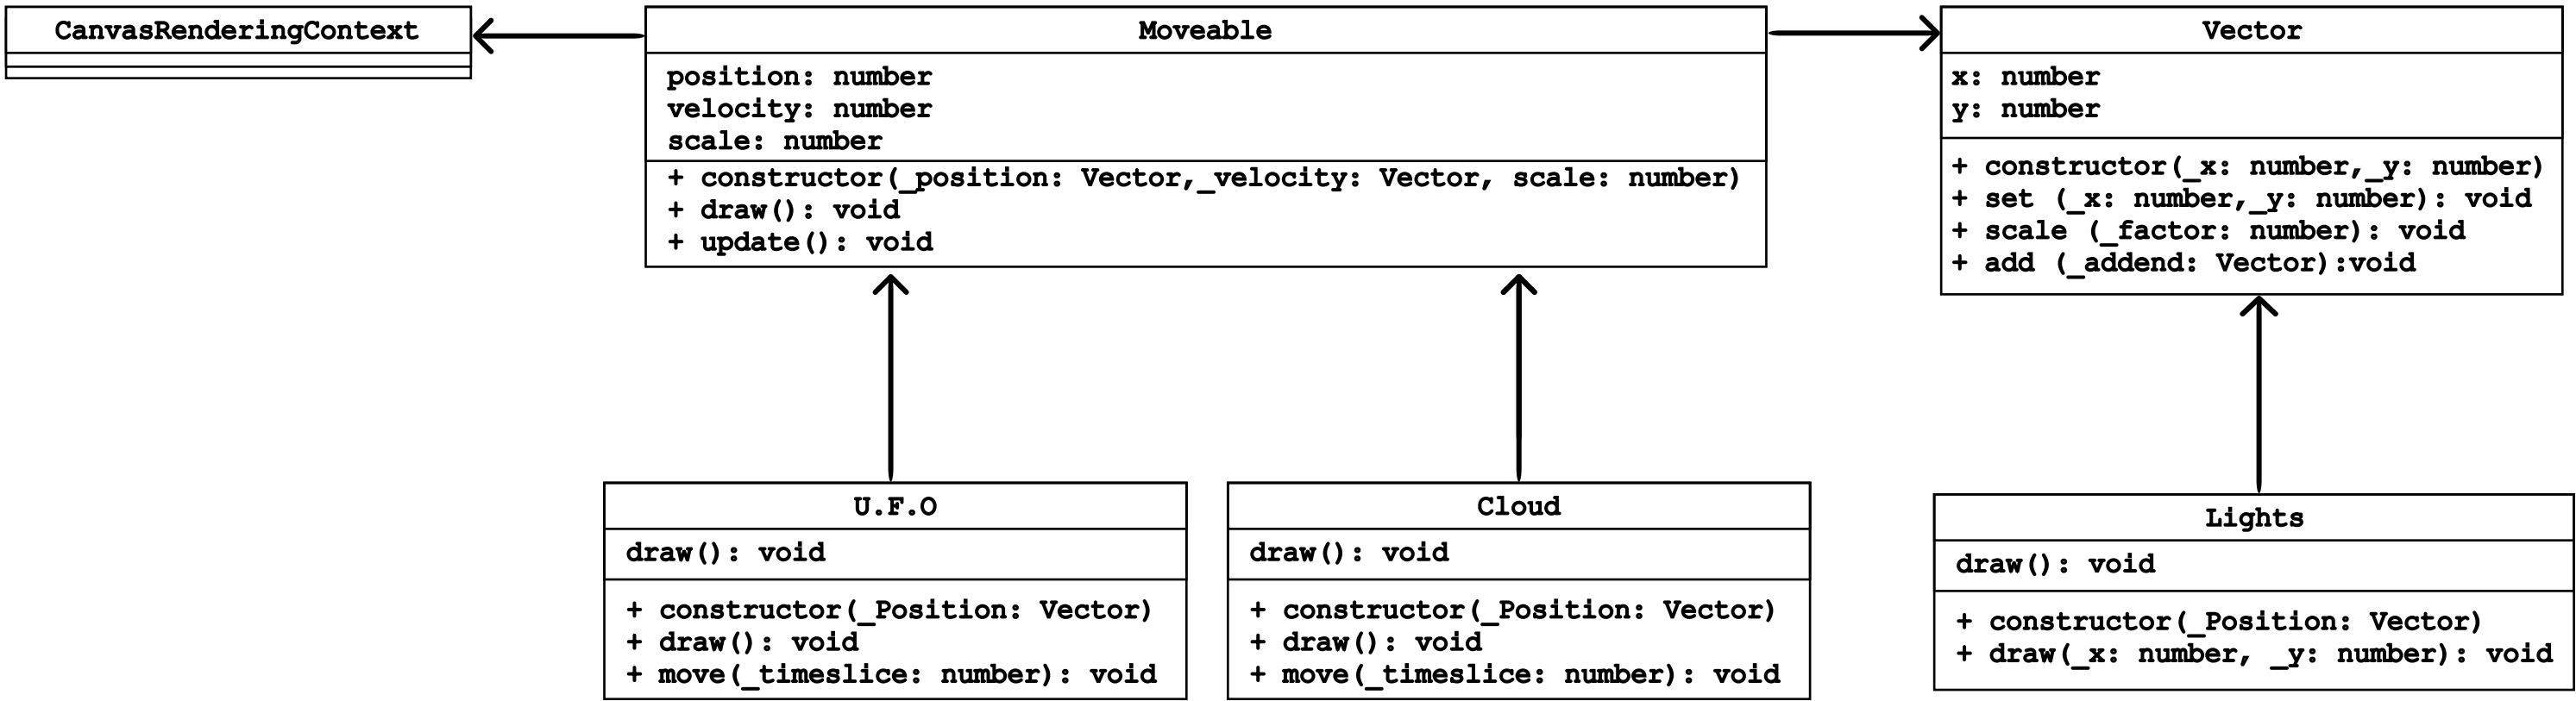 CanvasRenderingContext
Moveable
position: number
velocity: number
scale: number
+ constructor(_position: Vector,_velocity: Vector, scale: number)
+ draw(): void
+ update(): void
Vector
x: number
y: number
+ constructor(_x: number,_y: number)
+ set (_x: number,_y: number): void
+ scale (_factor: number): void
+ add (_addend: Vector):void
U.F.O
draw(): void
+ constructor(_Position: Vector)
+ draw(): void
+ move(_timeslice: number): void
Cloud
draw(): void
+ constructor(_Position: Vector)
+ draw(): void
+ move(_timeslice: number): void
Lights
draw(): void
+ constructor(_Position: Vector)
+ draw(_x: number, _y: number): void